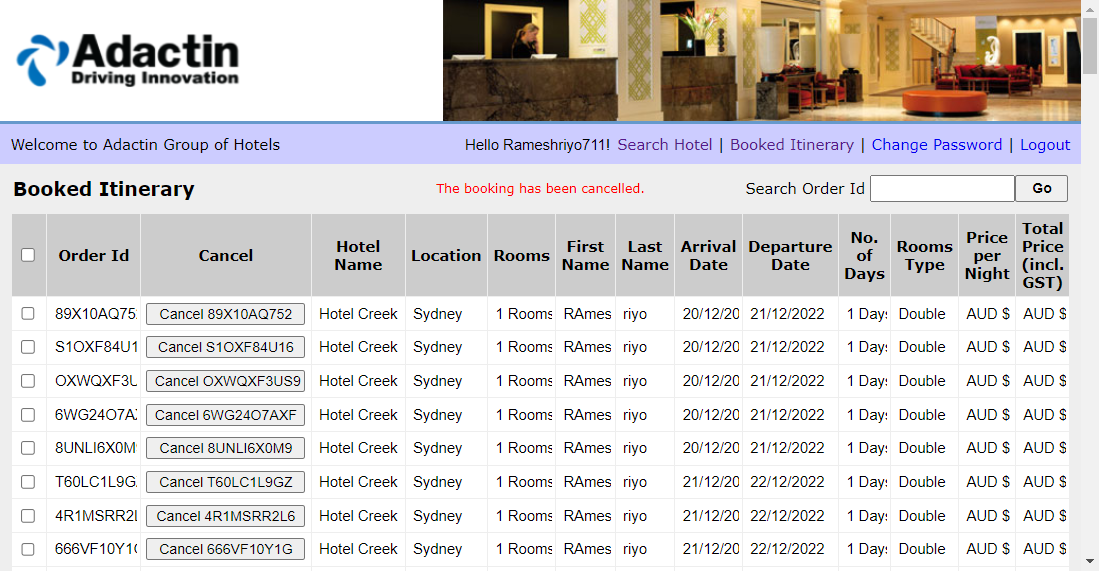 Adactin
Driving Innovation
Welcome to Adactin Group of Hotels Hello Rameshriyo711! Search Hotel | Booked Itinerary | Change Password | Logout
Booked Itinerary The booking has been cancelled. Search Order Id Go
Order Id Cancel Hotel Name Location Rooms First Name Last Name Arrival Date Departure Date No. of Days Rooms Type Price per Night Total Price (incl. GST)
89X10AQ752 Cancel 89X10AQ752 Hotel Creek Sydney 1 Rooms RAmes riyo 20/12/20 21/12/2022 1 Days Double AUD $ AUD $
S1OXF84U1 Cancel S1OXF84U16 Hotel Creek Sydney 1 Rooms RAmes riyo 20/12/20 21/12/2022 1 Days Double AUD $ AUD $
OXWQXF3U Cancel OXWQXF3US9 Hotel Creek Sydney 1 Rooms RAmes riyo 20/12/20 21/12/2022 1 Days Double AUD $ AUD $
6WG24O7AX Cancel 6WG24O7AXF Hotel Creek Sydney 1 Rooms RAmes riyo 20/12/20 21/12/2022 1 Days Double AUD $ AUD $
8UNLI6X0M9 Cancel 8UNLI6X0M9 Hotel Creek Sydney 1 Rooms RAmes riyo 20/12/20 21/12/2022 1 Days Double AUD $ AUD $
T60LC1L9G Cancel T60LC1L9GZ Hotel Creek Sydney 1 Rooms RAmes riyo 21/12/20 22/12/2022 1 Days Double AUD $ AUD $
4R1MSRR2L Cancel 4R1MSRR2L6 Hotel Creek Sydney 1 Rooms RAmes riyo 21/12/20 22/12/2022 1 Days Double AUD $ AUD $
666VF10Y1G Cancel 666VF10Y1G Hotel Creek Sydney 1 Rooms RAmes riyo 21/12/20 22/12/2022 1 Days Double AUD $ AUD $